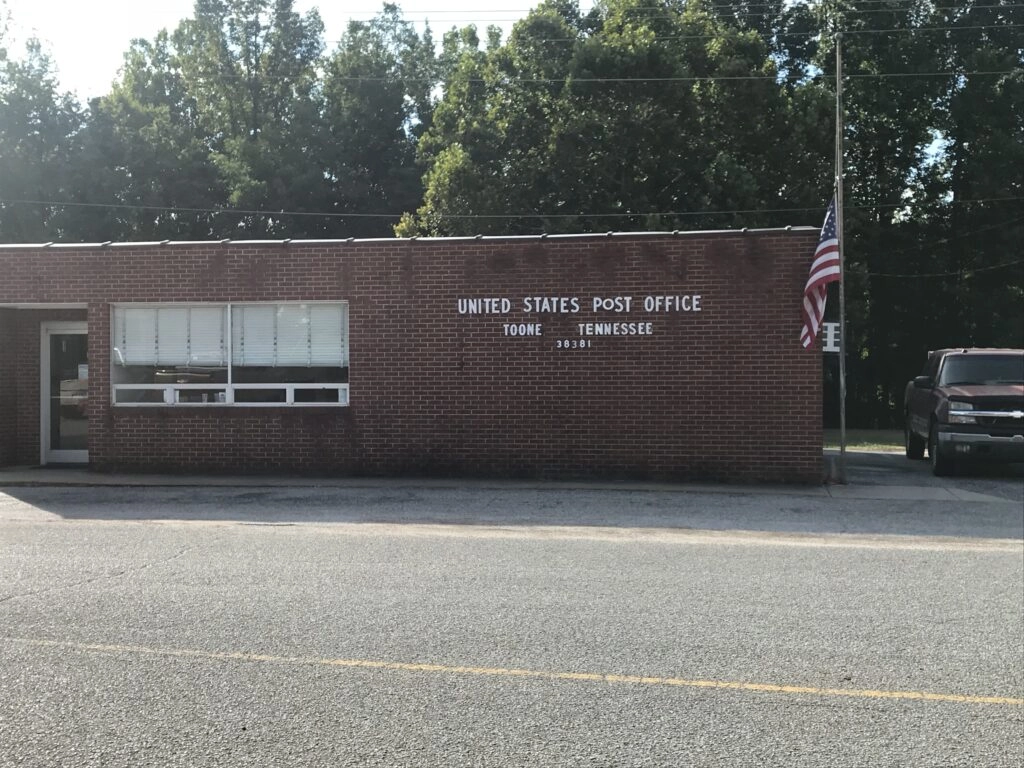 UNITED STATES POST OFFICE
TOONE TENNESSEE
38381